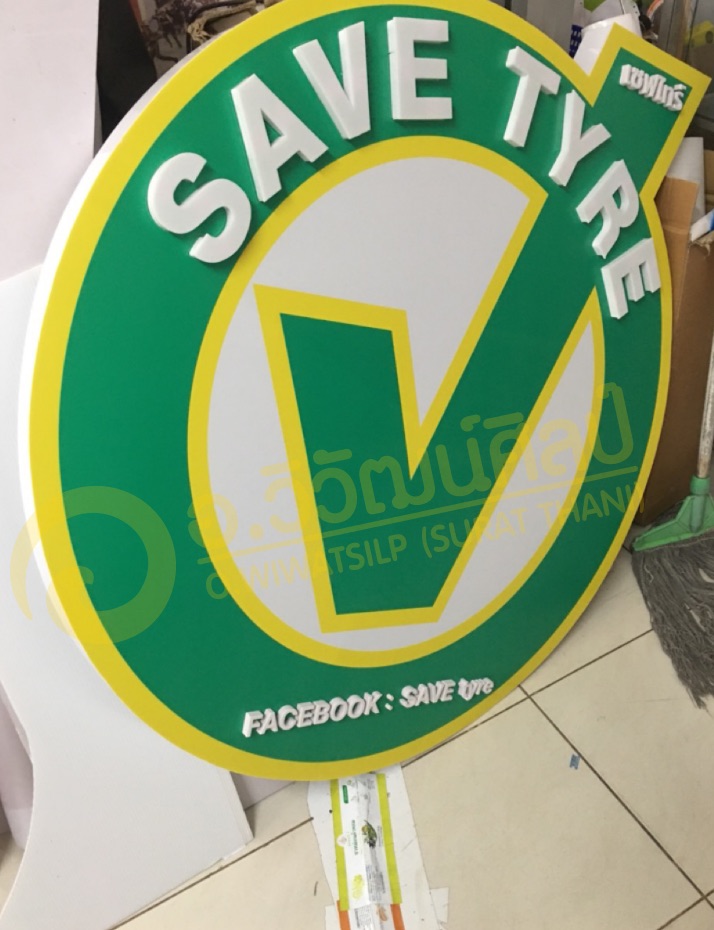 SAVE TYRE
เซฟไทร์
อ.วิวัฒน์ศิลป์
O. VIWATSILP (SURAT THANI)
FACEBOOK : SAVE tyre